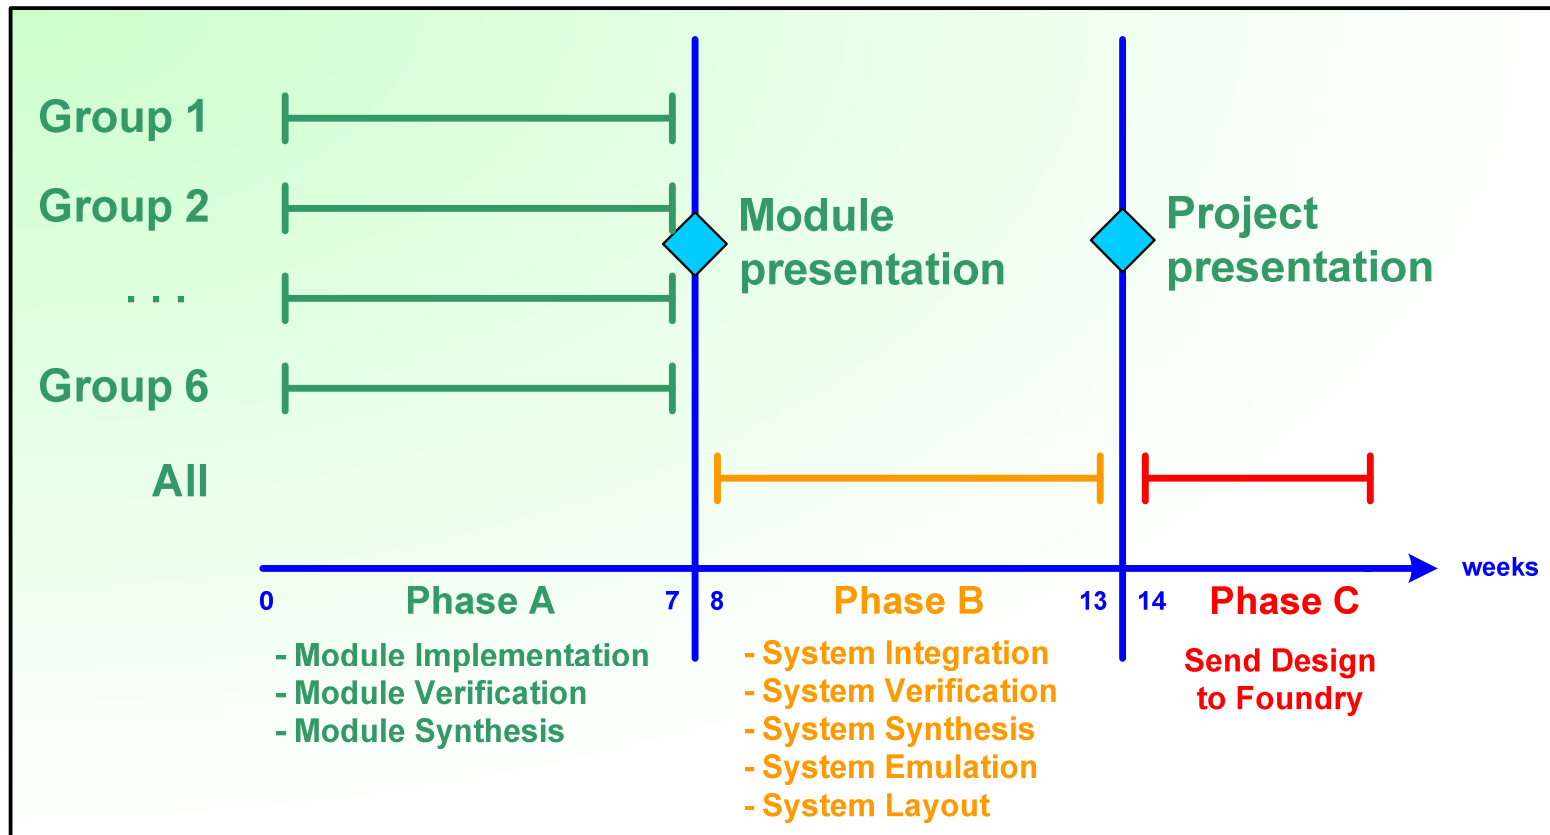 Group 1
Group 2
Module
presentation
Project
presentation
. . .
Group 6
All
weeks
0
Phase A
7
8
Phase B
13
14
Phase C
- Module Implementation
- Module Verification
- Module Synthesis
- System Integration
- System Verification
- System Synthesis
- System Emulation
- System Layout
Send Design
to Foundry